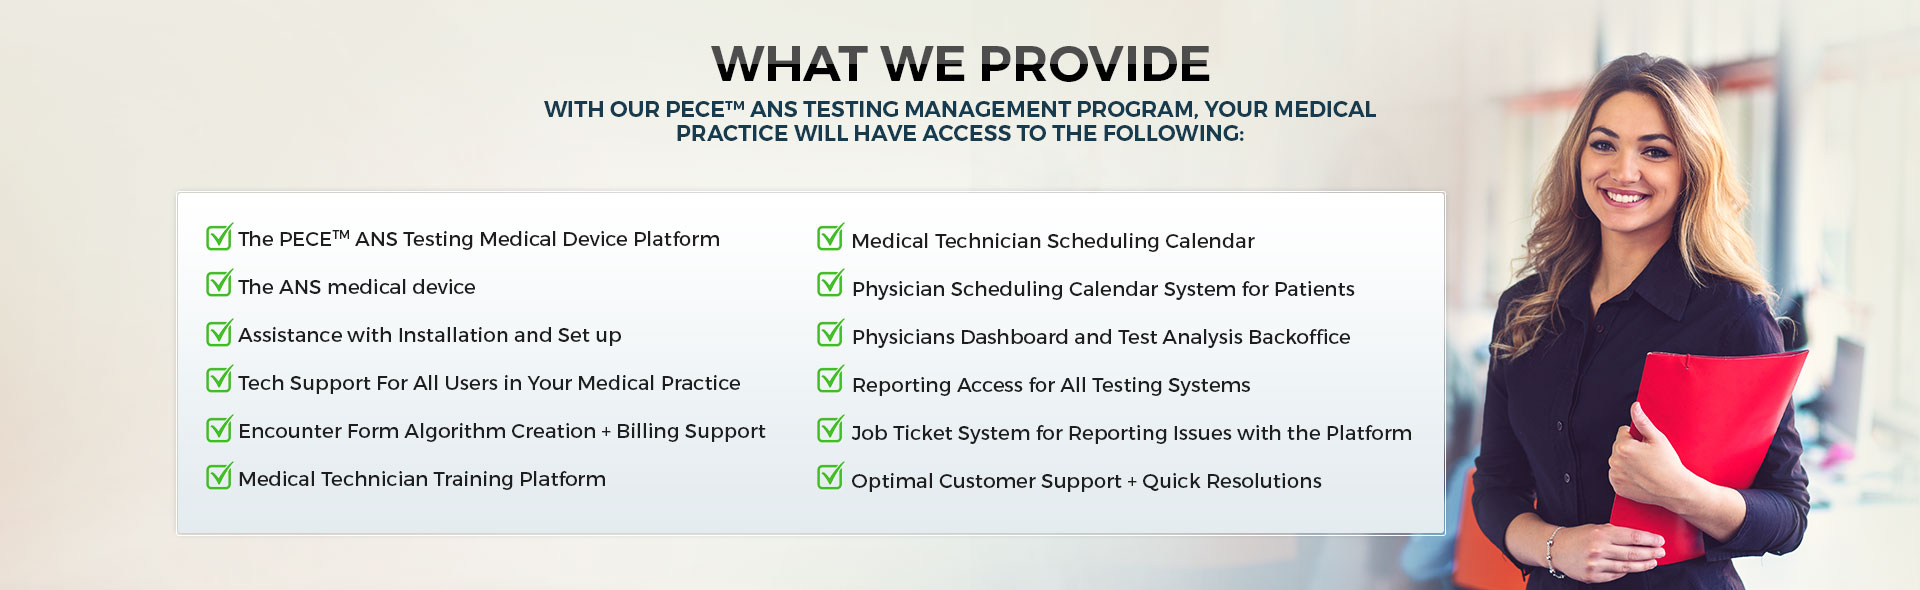 WHAT WE PROVIDE
WITH OUR PECE™ ANS TESTING MANAGEMENT PROGRAM, YOUR MEDICAL
PRACTICE WILL HAVE ACCESS TO THE FOLLOWING:
The PECE™ ANS Testing Medical Device Platform
The ANS medical device
Assistance with Installation and Set up
Tech Support For All Users in Your Medical Practice
Encounter Form Algorithm Creation + Billing Support
Medical Technician Training Platform
Medical Technician Scheduling Calendar
Physician Scheduling Calendar System for Patients
Physicians Dashboard and Test Analysis Backoffice
Reporting Access for All Testing Systems
Job Ticket System for Reporting Issues with the Platform
Optimal Customer Support + Quick Resolutions